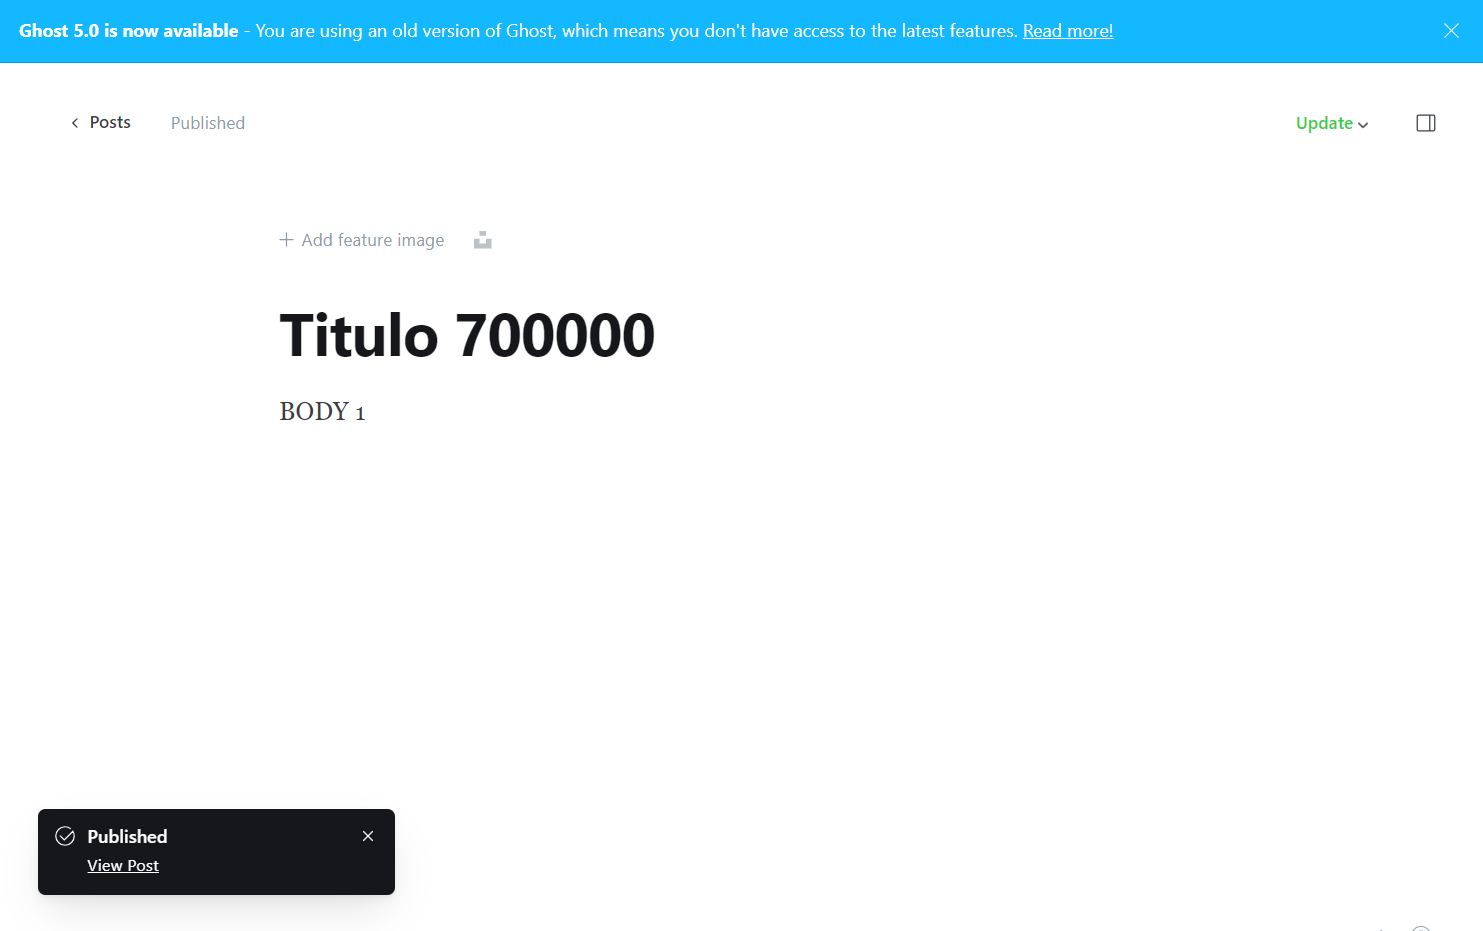 Ghost 5.0 is now available - You are using an old version of Ghost, which means you don't have access to the latest features. Read more!
Posts Published Update
Add feature image
Titulo 700000
BODY 1
Published
View Post